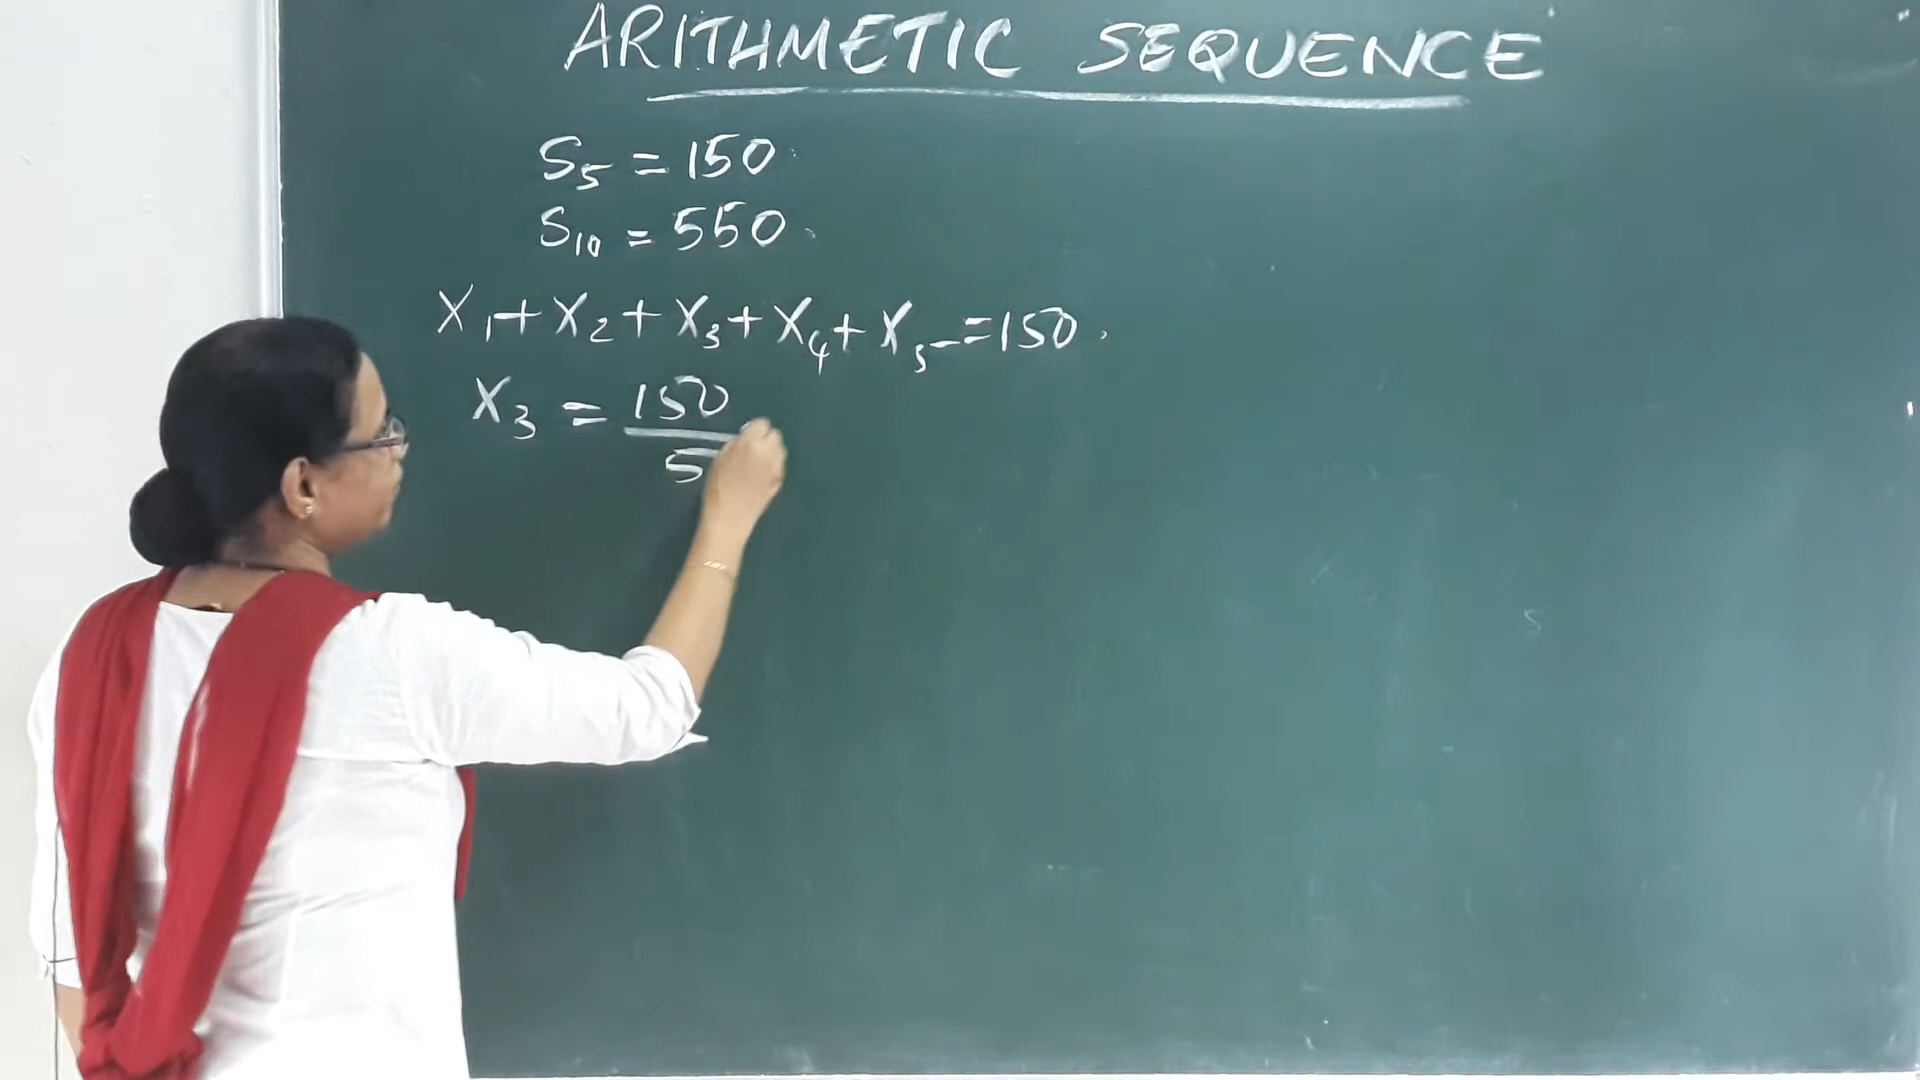 ARITHMETIC SEQUENCE
S₅ = 150
S₁₀ = 550
X₁ + X₂ + X₃ + X₄ + X₅ = 150
X₃ = 150/5